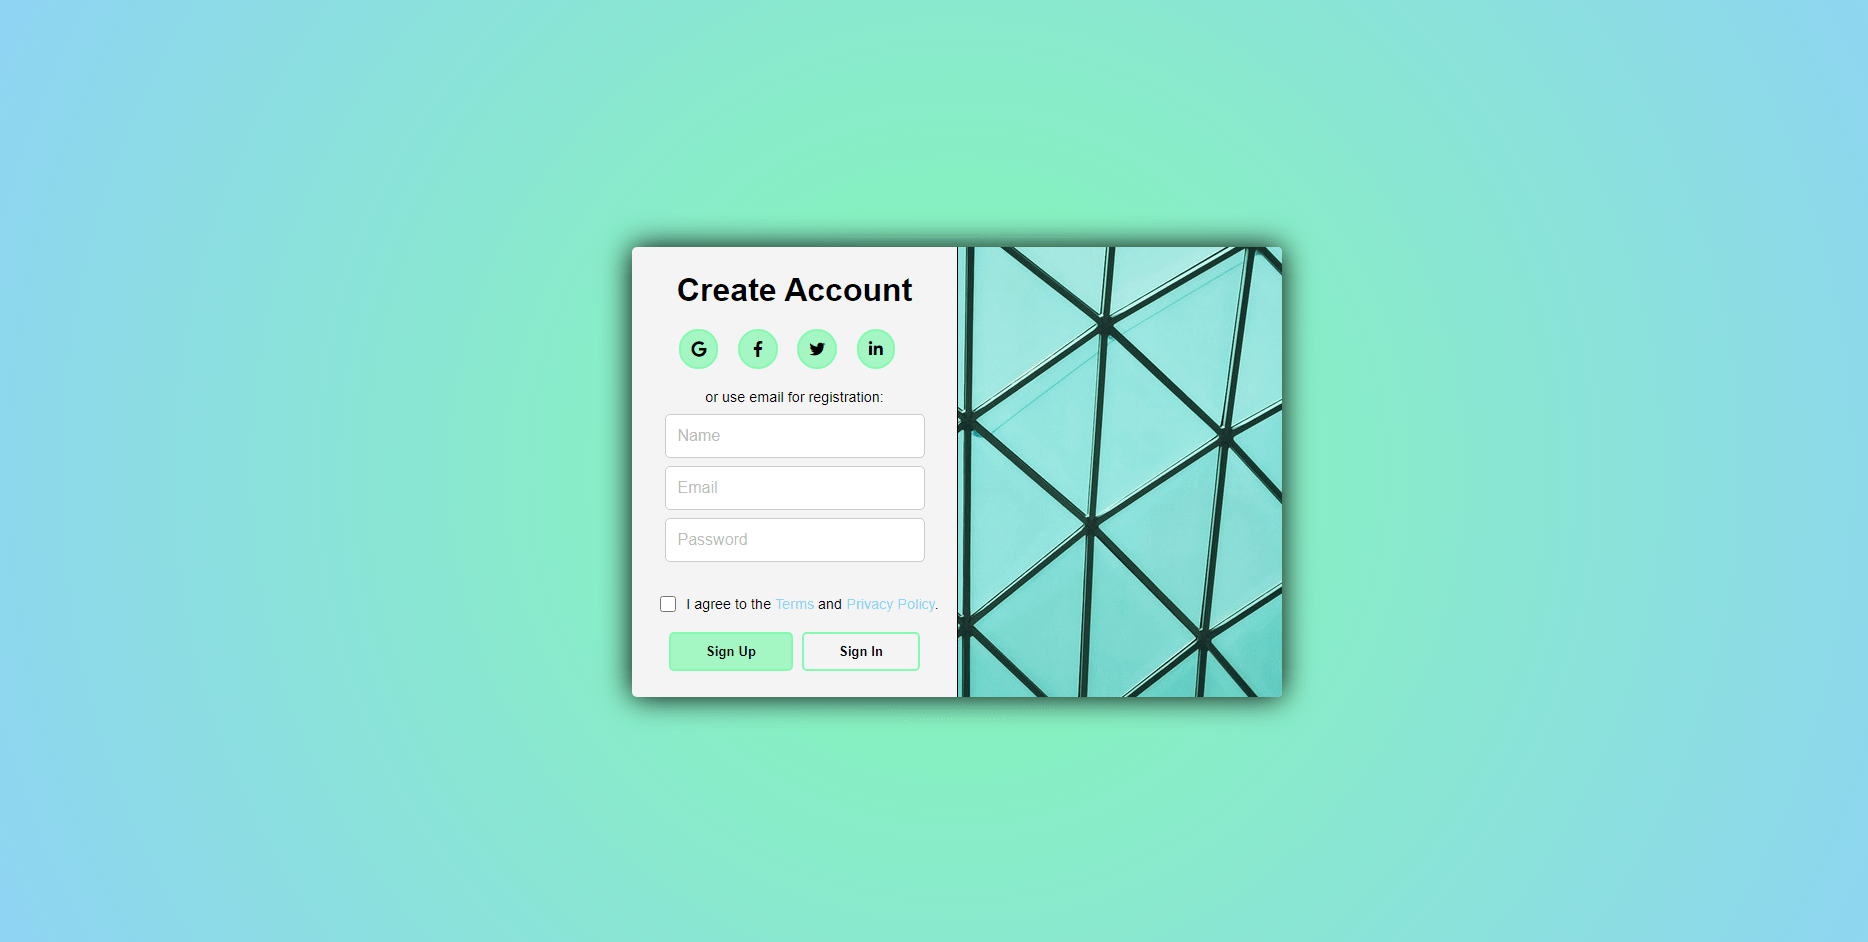 Create Account
or use email for registration:
Name
Email
Password
I agree to the Terms and Privacy Policy.
Sign Up Sign In